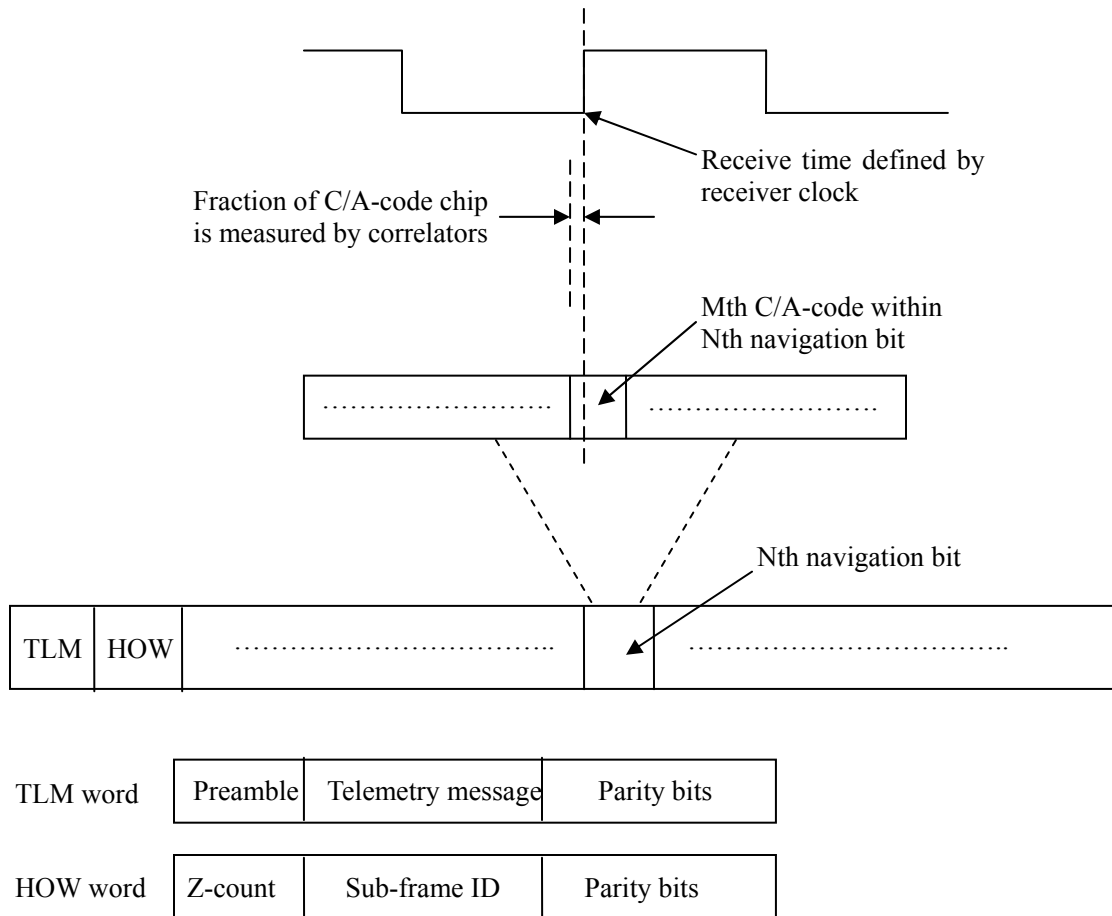 Receive time defined by
receiver clock
Fraction of C/A-code chip
is measured by correlators
Mth C/A-code within
Nth navigation bit
Nth navigation bit
TLM HOW
TLM word Preamble Telemetry message Parity bits
HOW word Z-count Sub-frame ID Parity bits